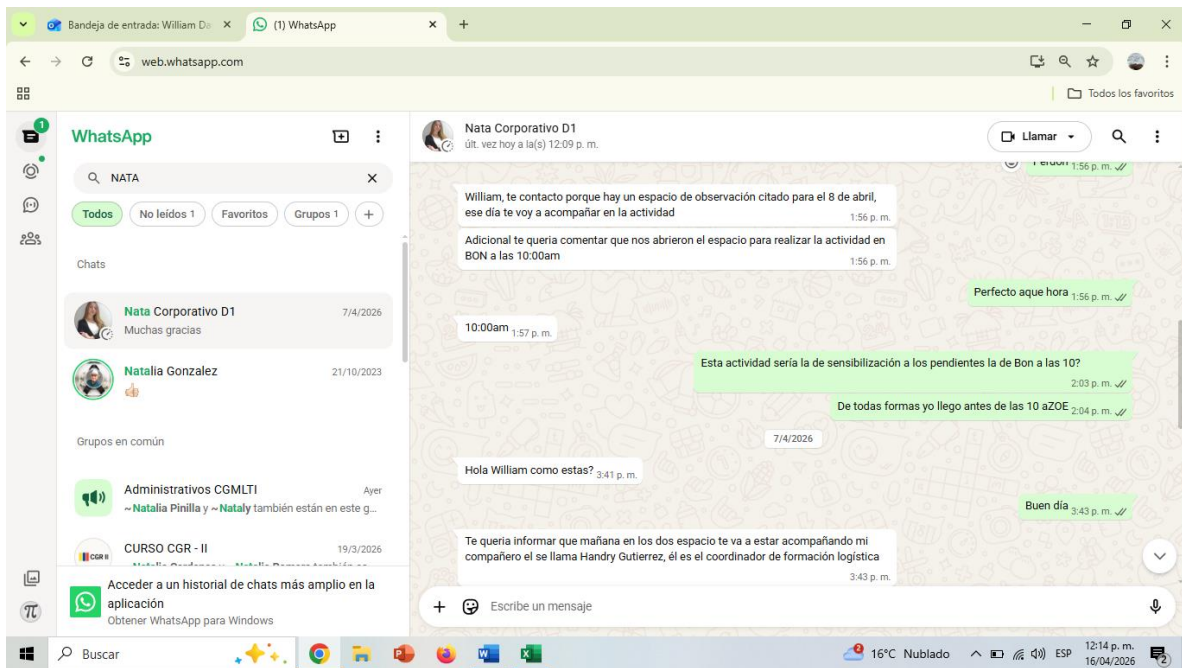 Bandeja de entrada: William Da
(1) WhatsApp
web.whatsapp.com
Todos los favoritos
1
WhatsApp
NATA
Todos
No leídos 1
Favoritos
Grupos 1
Chats
Nata Corporativo D1
7/4/2026
Muchas gracias
Natalia Gonzalez
21/10/2023
Grupos en común
Administrativos CGMLTI
Ayer
~Natalia Pinilla y ~Nataly también están en este g...
CURSO CGR - II
19/3/2026
CGR II
Acceder a un historial de chats más amplio en la
aplicación
Obtener WhatsApp para Windows
Nata Corporativo D1
últ. vez hoy a la(s) 12:09 p. m.
Llamar
Perdón 1:56 p. m.
William, te contacto porque hay un espacio de observación citado para el 8 de abril,
ese día te voy a acompañar en la actividad
1:56 p. m.
Adicional te queria comentar que nos abrieron el espacio para realizar la actividad en
BON a las 10:00am
1:56 p. m.
Perfecto aque hora 1:56 p. m.
10:00am 1:57 p. m.
Esta actividad sería la de sensibilización a los pendientes la de Bon a las 10?
2:03 p. m.
De todas formas yo llego antes de las 10 aZOE 2:04 p. m.
7/4/2026
Hola William como estas? 3:41 p. m.
Buen día 3:43 p. m.
Te queria informar que mañana en los dos espacio te va a estar acompañando mi
compañero el se llama Handry Gutierrez, él es el coordinador de formación logística
3:43 p. m.
Escribe un mensaje
Buscar
16°C Nublado
ESP
12:14 p. m.
16/04/2026
2